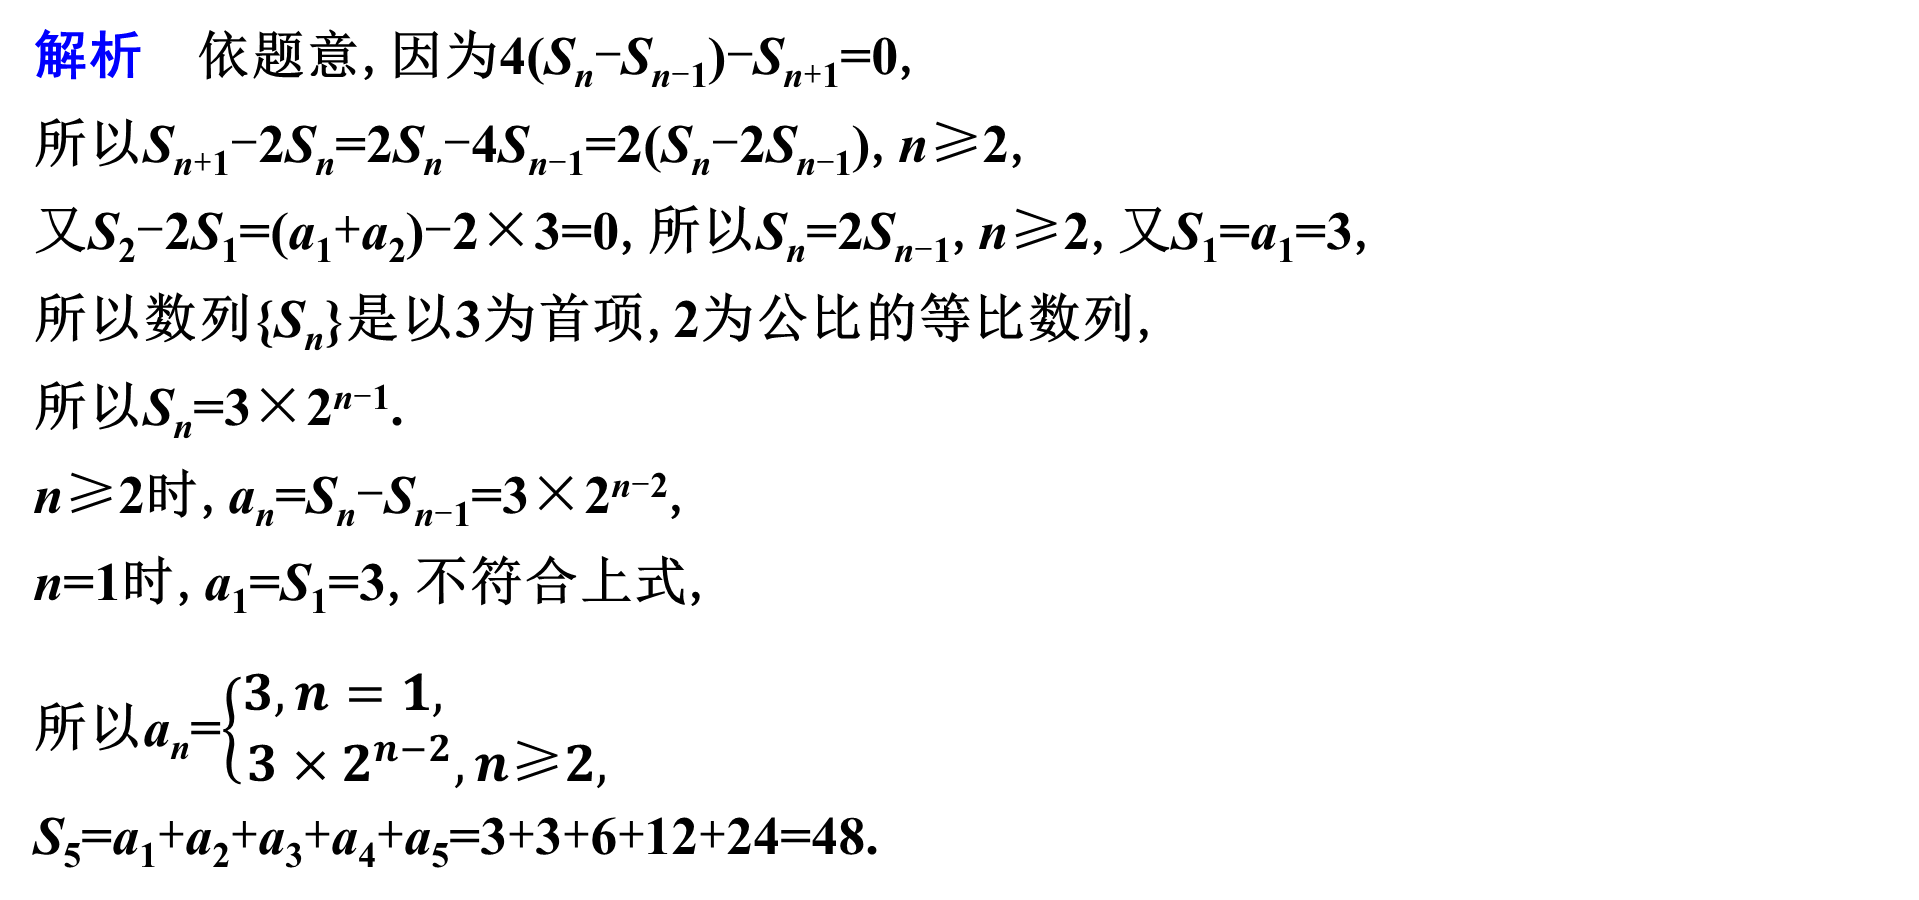 解析　依题意,因为4(Sₙ−Sₙ₋₁)−Sₙ₊₁=0,
所以Sₙ₊₁−2Sₙ=2Sₙ−4Sₙ₋₁=2(Sₙ−2Sₙ₋₁), n⩾2,
又S₂−2S₁=(a₁+a₂)−2×3=0, 所以Sₙ=2Sₙ₋₁, n⩾2, 又S₁=a₁=3,
所以数列{Sₙ}是以3为首项, 2为公比的等比数列,
所以Sₙ=3×2ⁿ⁻¹.
n⩾2时, aₙ=Sₙ−Sₙ₋₁=3×2ⁿ⁻²,
n=1时, a₁=S₁=3, 不符合上式,
所以aₙ={3, n = 1,
3 × 2ⁿ⁻², n⩾2,
S₅=a₁+a₂+a₃+a₄+a₅=3+3+6+12+24=48.